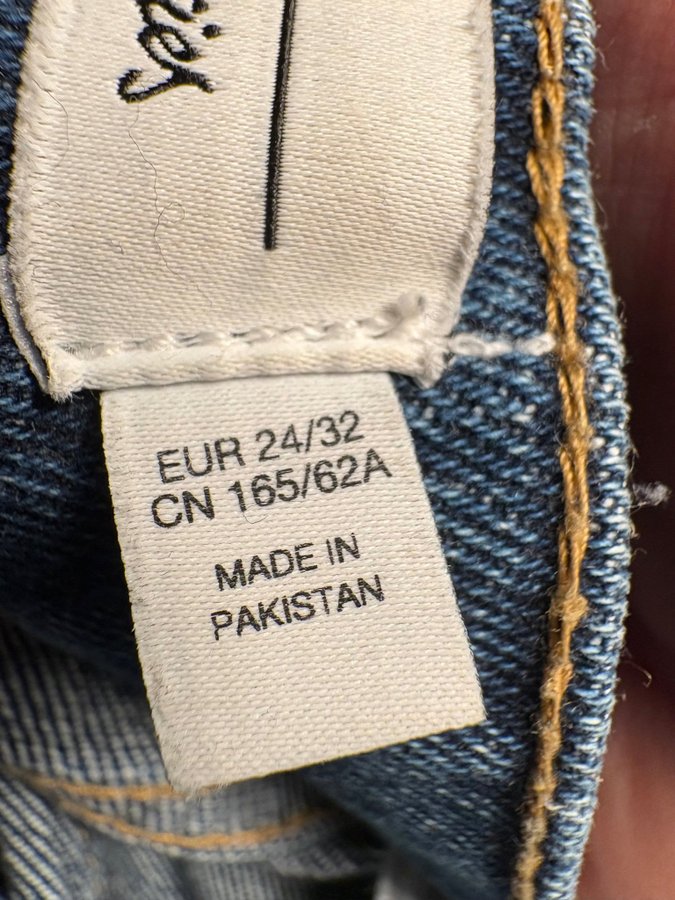 EUR 24/32
CN 165/62A
MADE IN
PAKISTAN